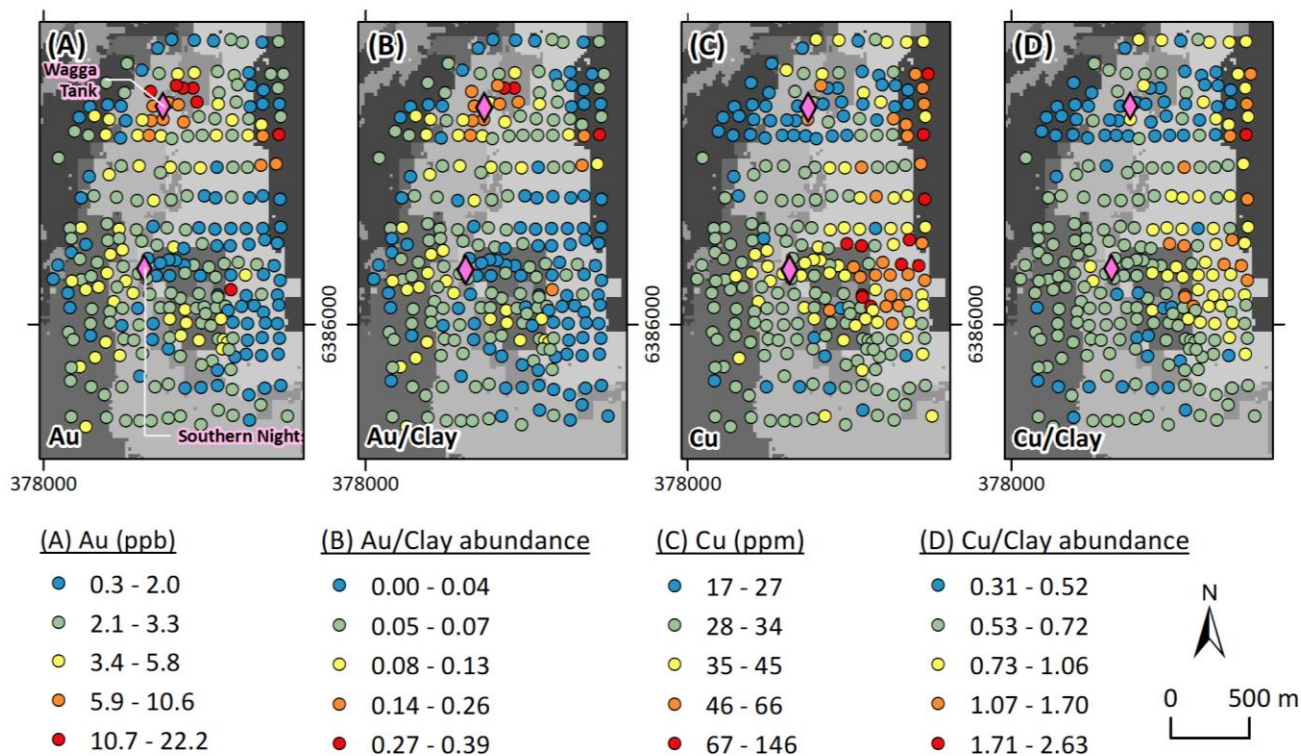 (A)
(B)
(C)
(D)
Wagga
Tank
6386000
6386000
6386000
Southern Nights
Au
Au/Clay
Cu
Cu/Clay
378000
378000
378000
378000
(A) Au (ppb)
0.3 - 2.0
2.1 - 3.3
3.4 - 5.8
5.9 - 10.6
10.7 - 22.2
(B) Au/Clay abundance
0.00 - 0.04
0.05 - 0.07
0.08 - 0.13
0.14 - 0.26
0.27 - 0.39
(C) Cu (ppm)
17 - 27
28 - 34
35 - 45
46 - 66
67 - 146
(D) Cu/Clay abundance
0.31 - 0.52
0.53 - 0.72
0.73 - 1.06
1.07 - 1.70
1.71 - 2.63
N
0 500 m